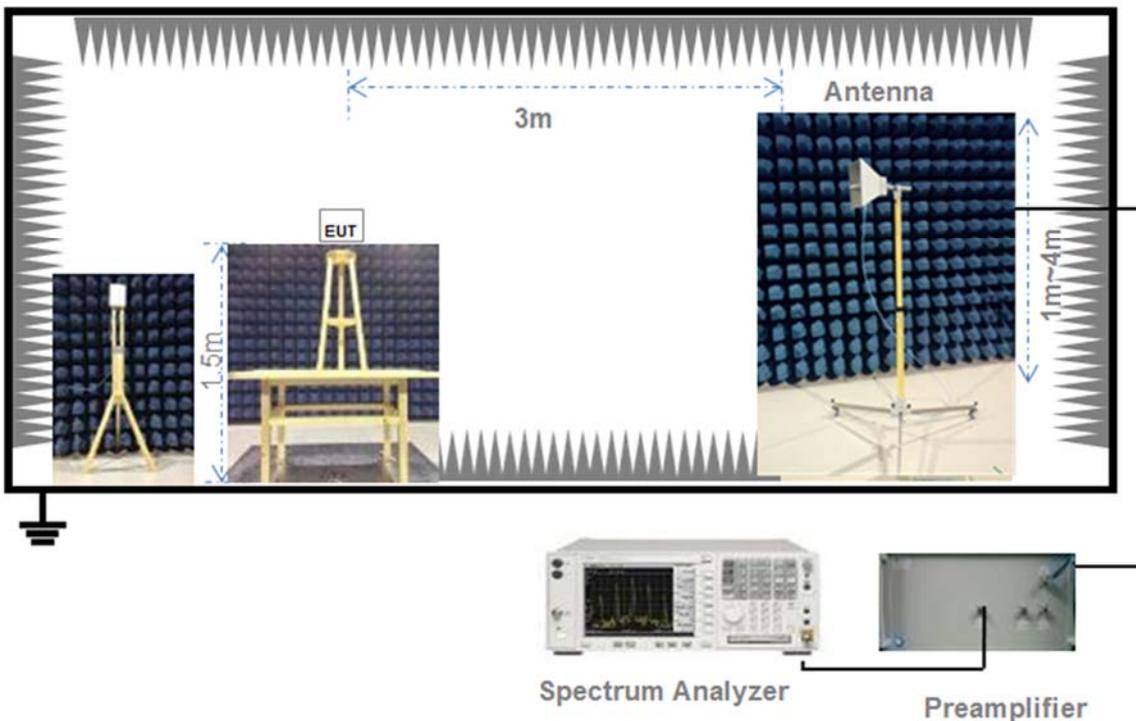 Antenna
3m
EUT
1.5m
1m~4m
Spectrum Analyzer
Preamplifier